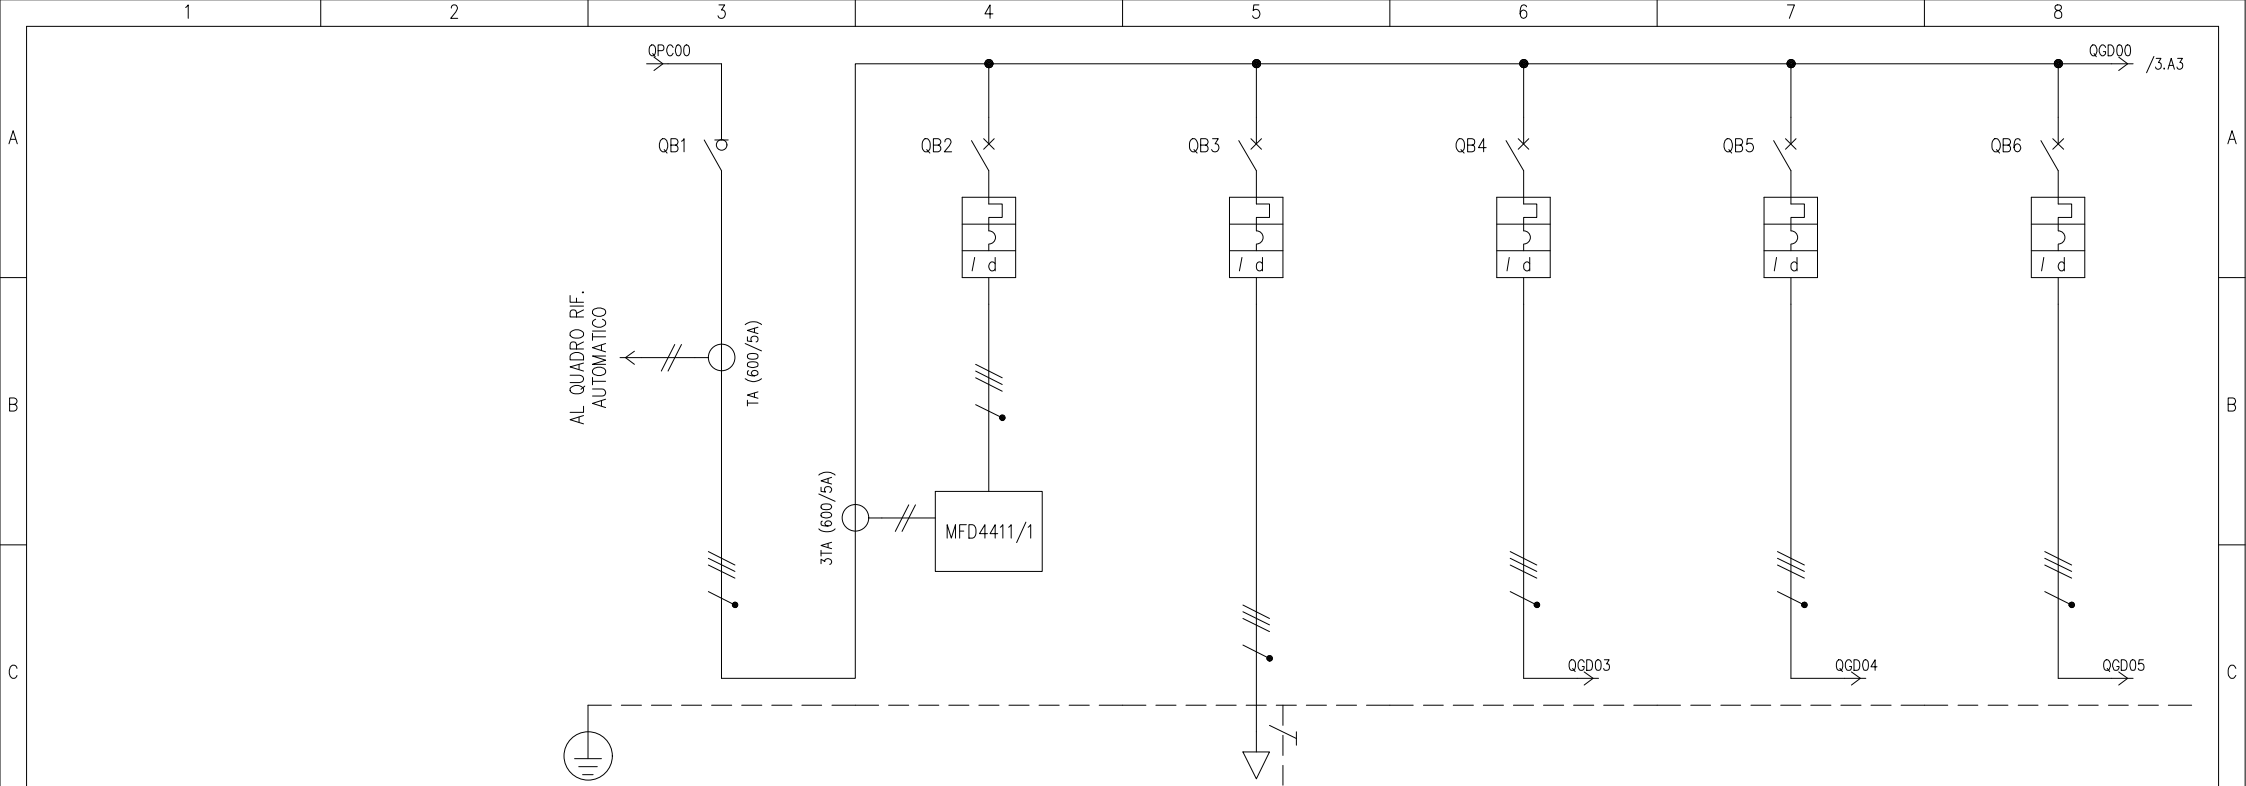 1 2 3 4 5 6 7 8
QPC00
QGD00
/3.A3
A
A
QB1
QB2
QB3
QB4
QB5
QB6
I d
I d
I d
I d
I d
AL QUADRO RIF.
AUTOMATICO
TA (600/5A)
B
B
3TA (600/5A)
MFD4411/1
C
C
QGD03
QGD04
QGD05